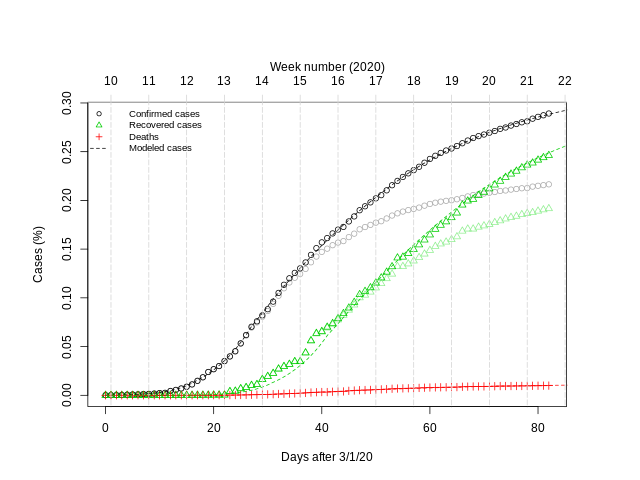 Week number (2020)
10 11 12 13 14 15 16 17 18 19 20 21 22
Confirmed cases
Recovered cases
Deaths
Modeled cases
Cases (%)
0.30
0.25
0.20
0.15
0.10
0.05
0.00
0 20 40 60 80
Days after 3/1/20